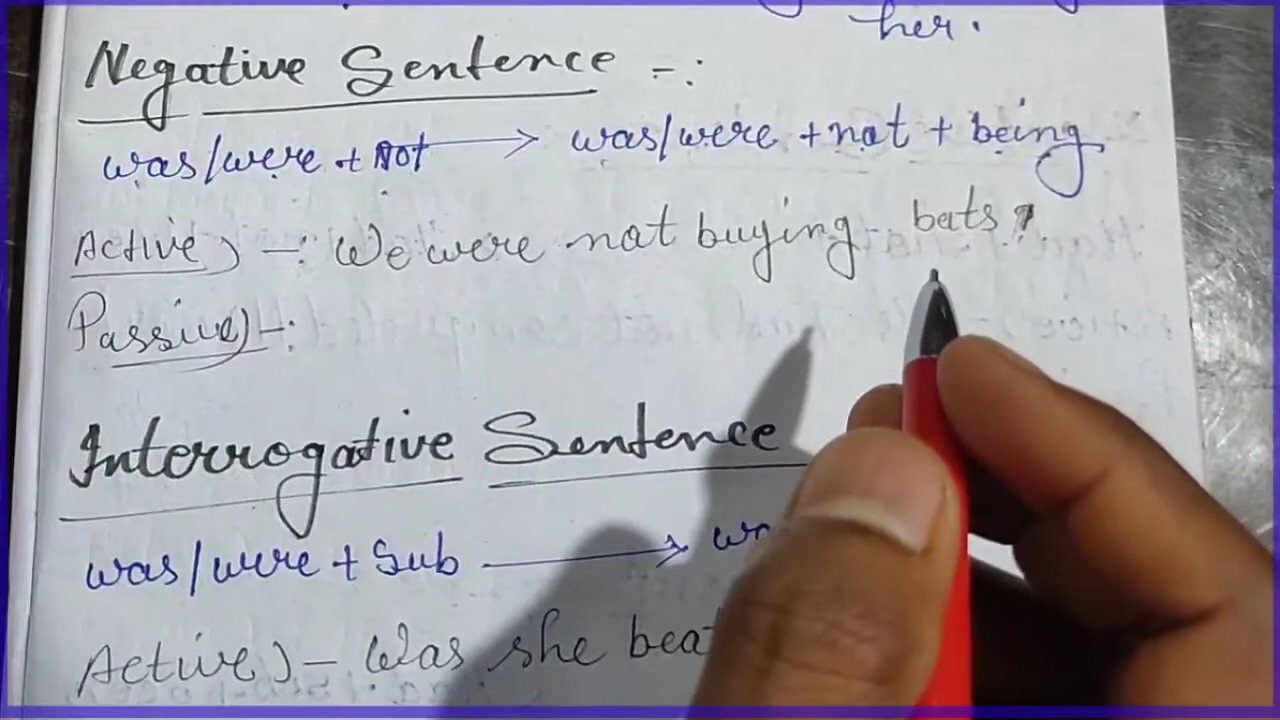 her.
Negative Sentence -:
was/were + Not → was/were + not + being
Active) -: We were not buying bats,
Passive) -:
Interrogative Sentence
was/were + Sub →
Active) - Was she